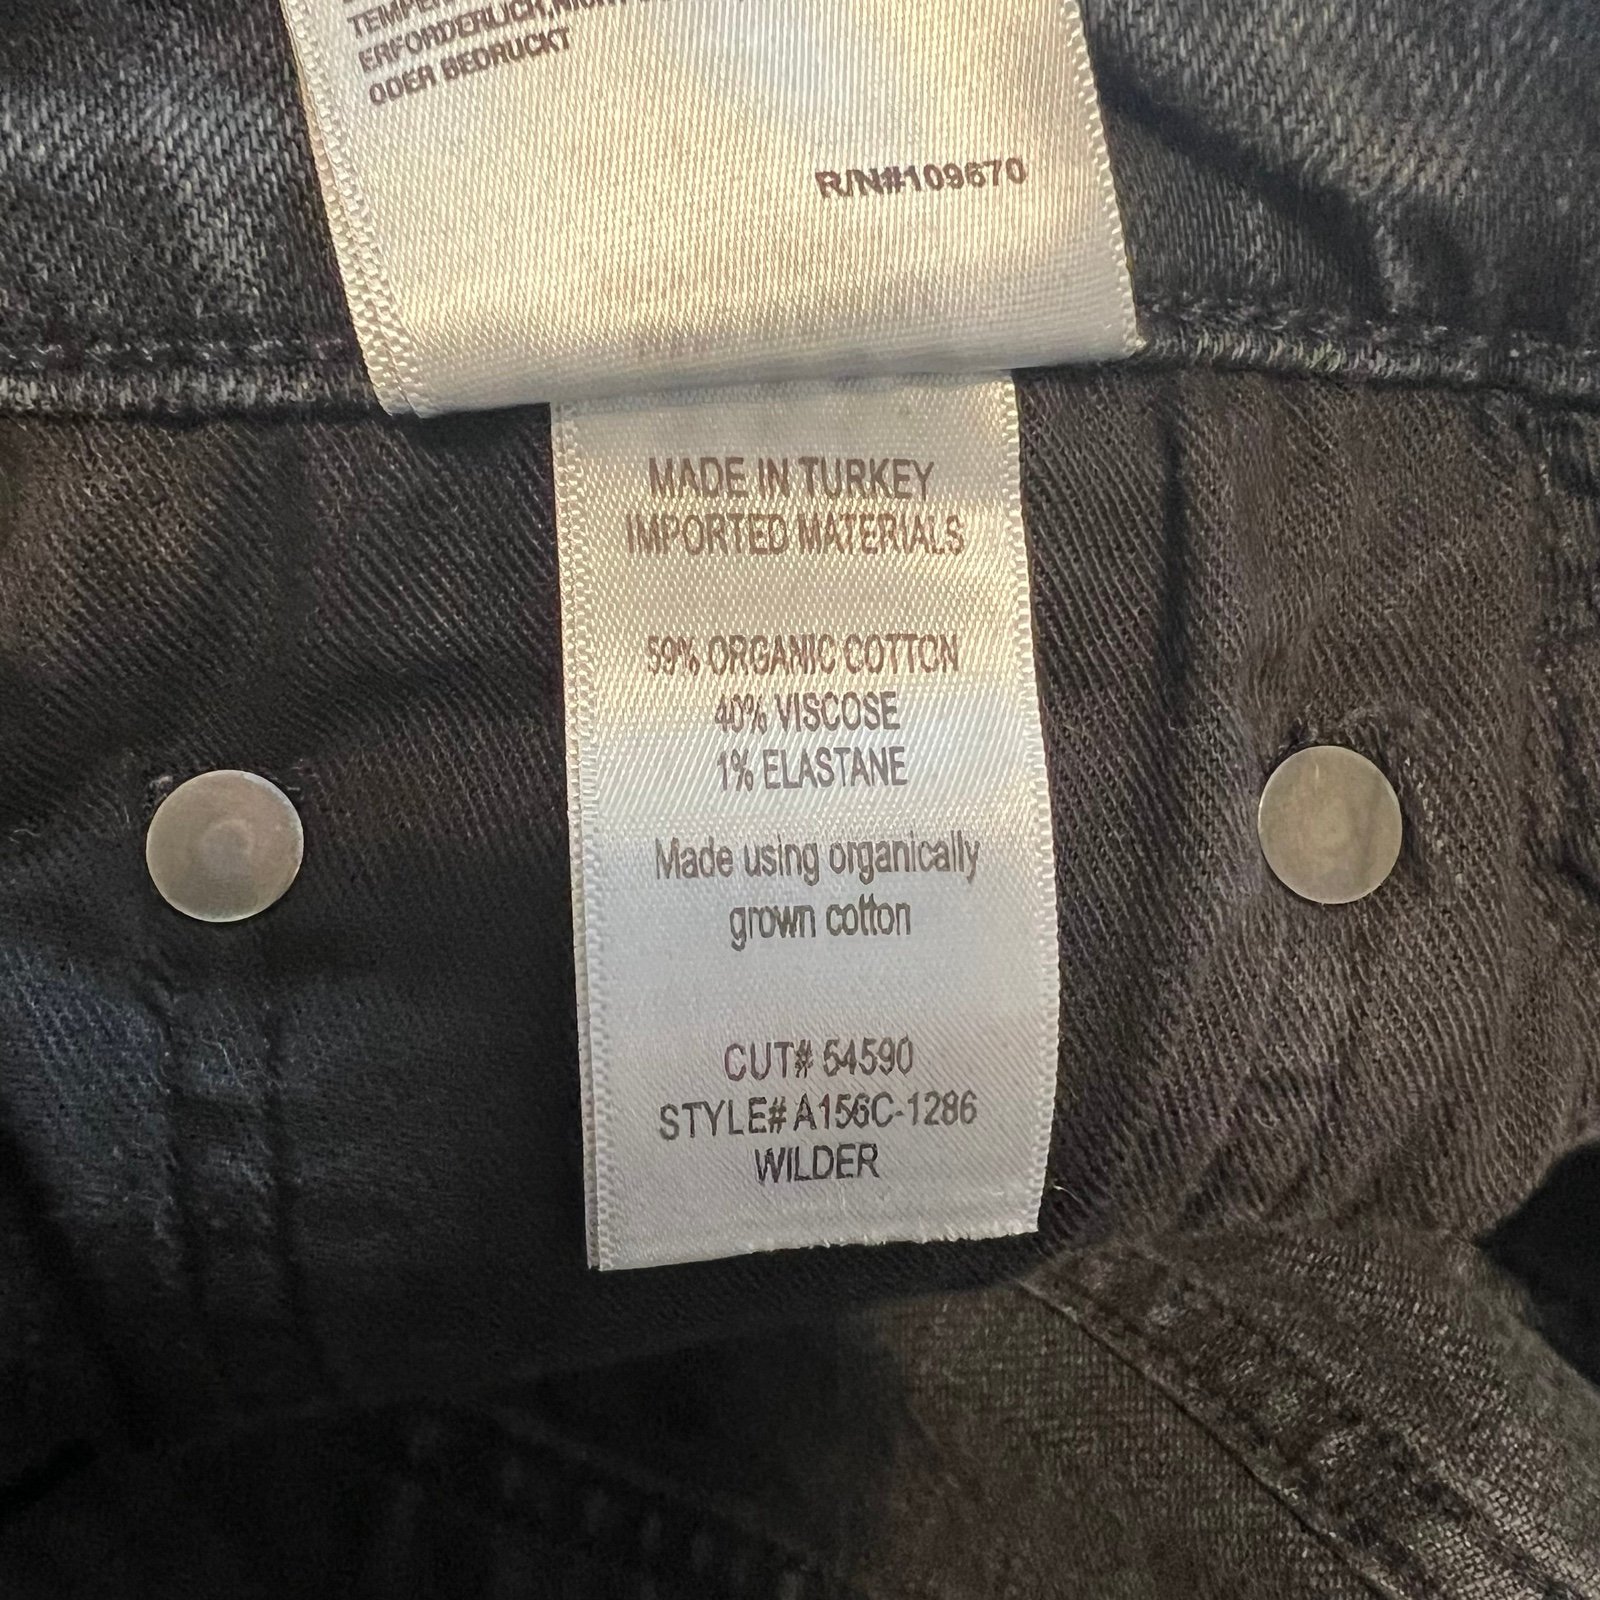 ERFORDERLICH,
ODER BEDRUCKT
R/N#109670
MADE IN TURKEY
IMPORTED MATERIALS
59% ORGANIC COTTON
40% VISCOSE
1% ELASTANE
Made using organically
grown cotton
CUT# 54590
STYLE# A156C-1286
WILDER